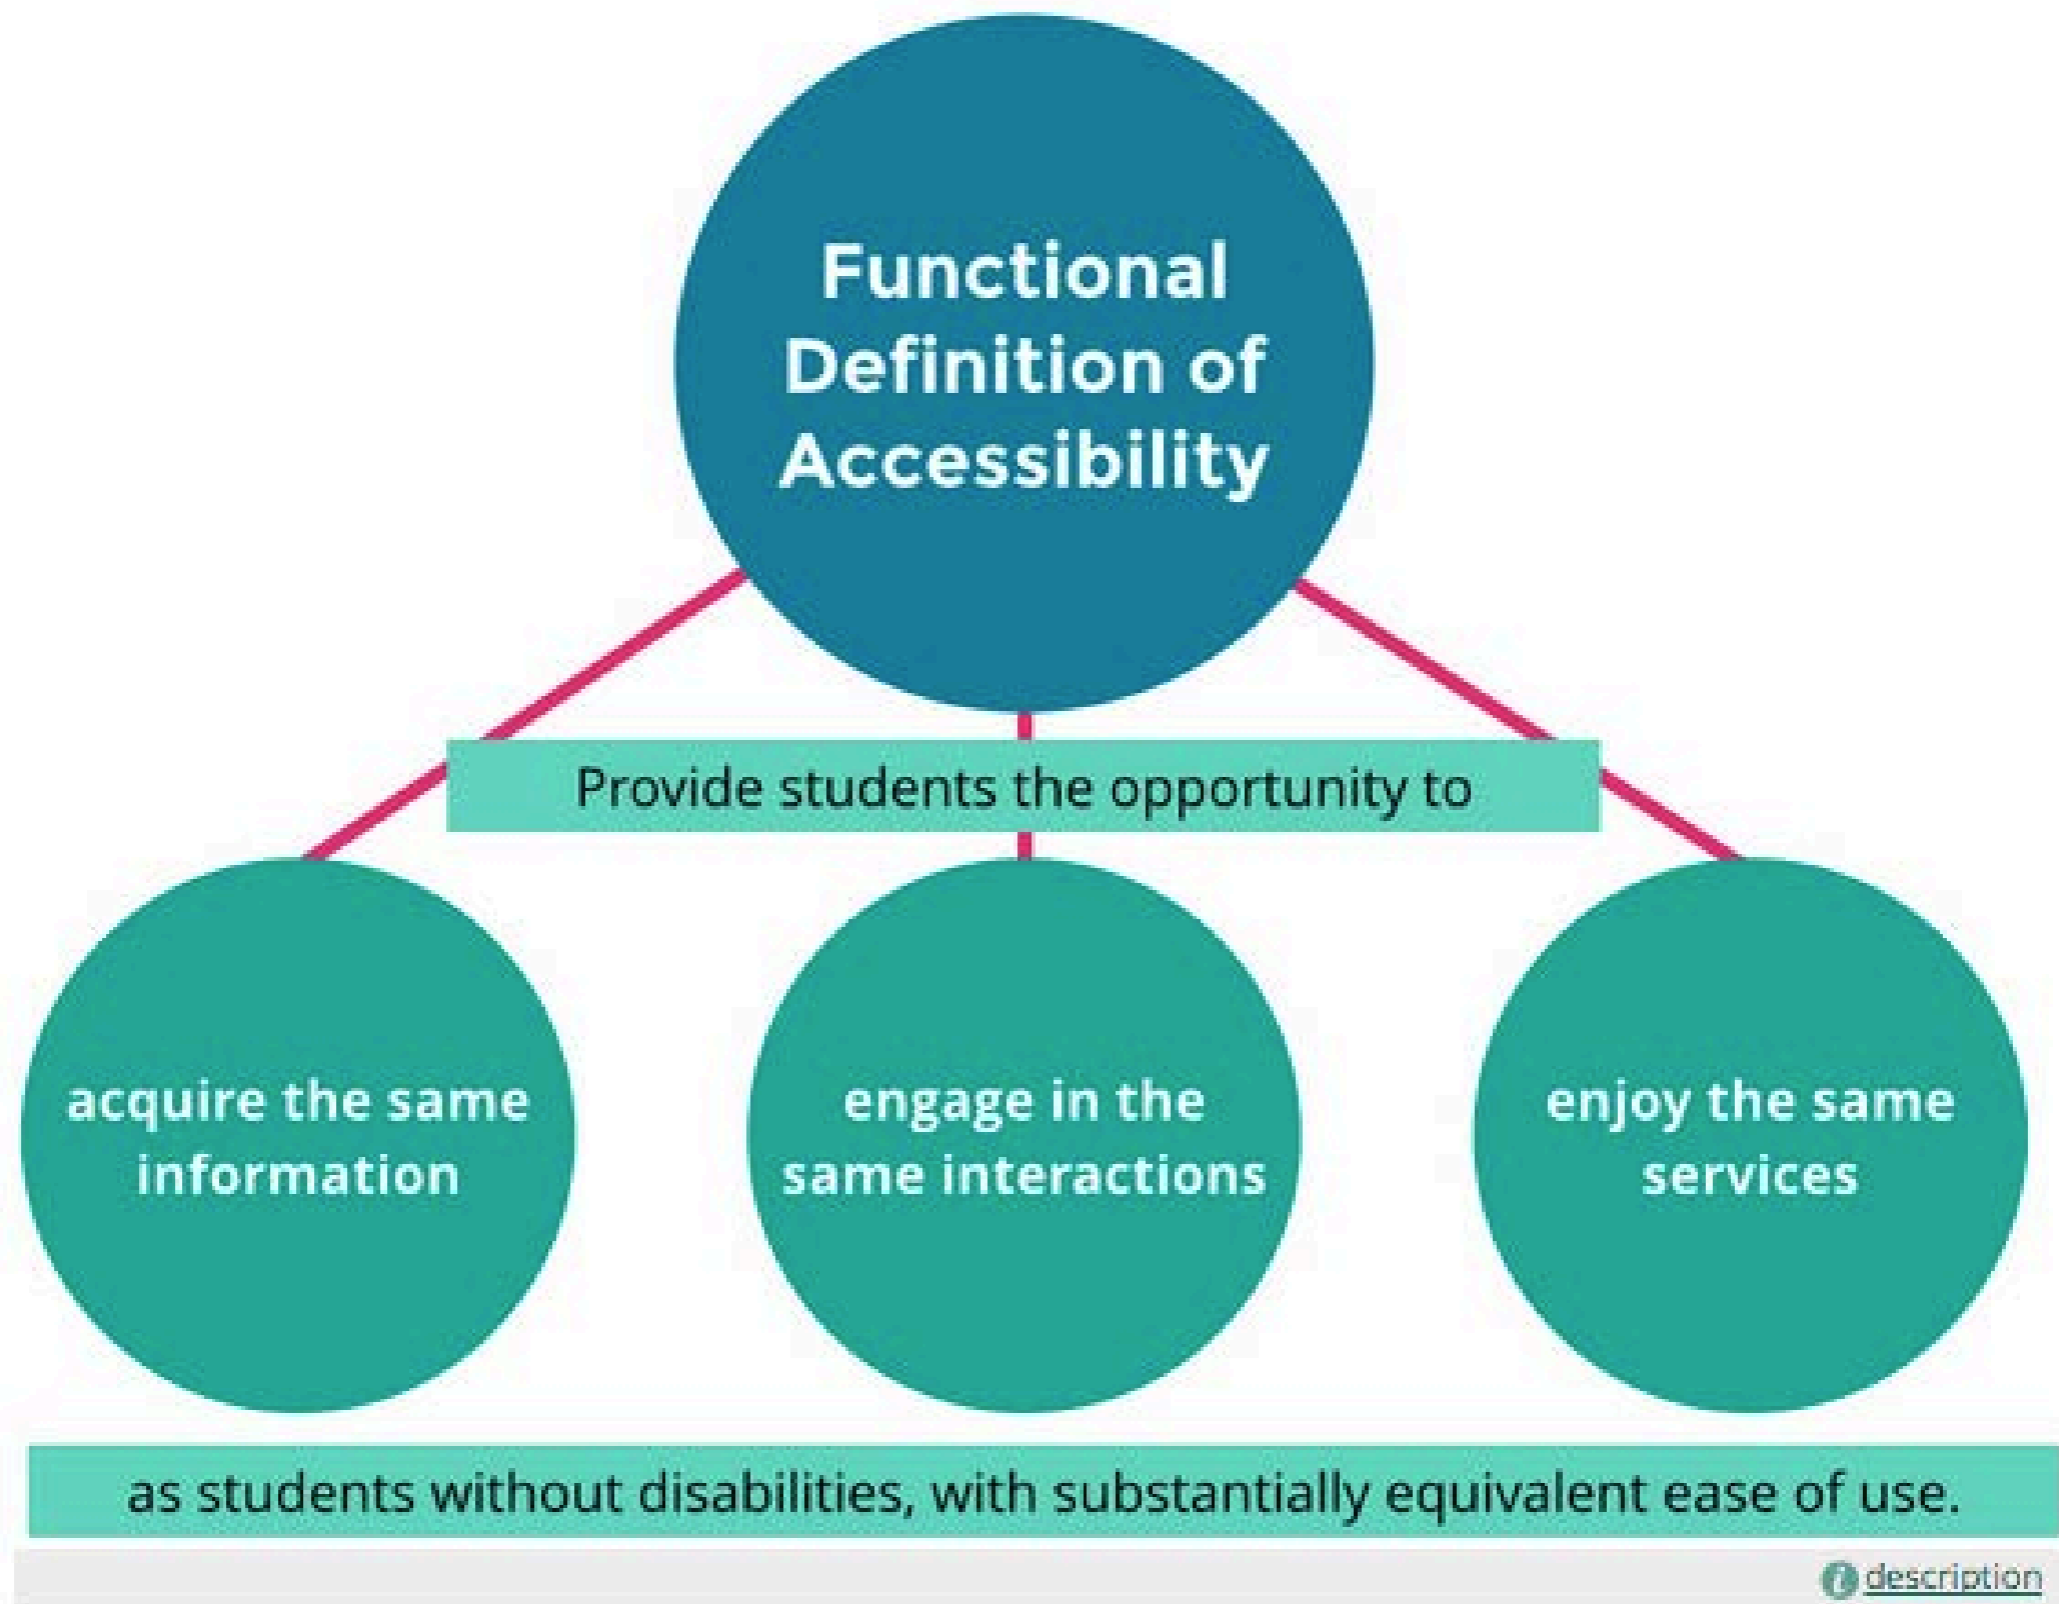 Functional
Definition of
Accessibility
Provide students the opportunity to
acquire the same
information
engage in the
same interactions
enjoy the same
services
as students without disabilities, with substantially equivalent ease of use.
i description